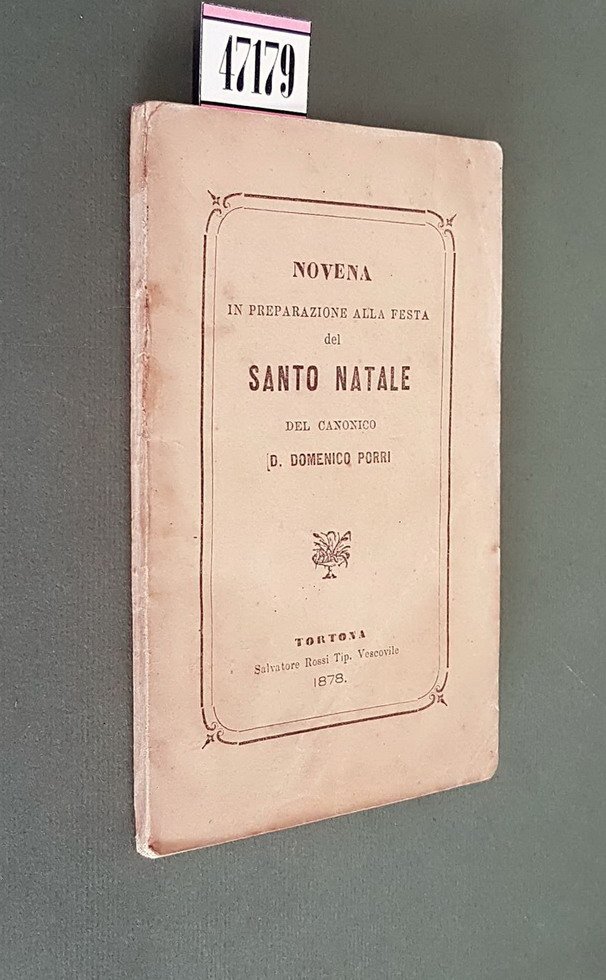 47179
NOVENA
IN PREPARAZIONE ALLA FESTA
del
SANTO NATALE
DEL CANONICO
D. DOMENICO PORRI
TORTONA
Salvatore Rossi Tip. Vescovile
1878.